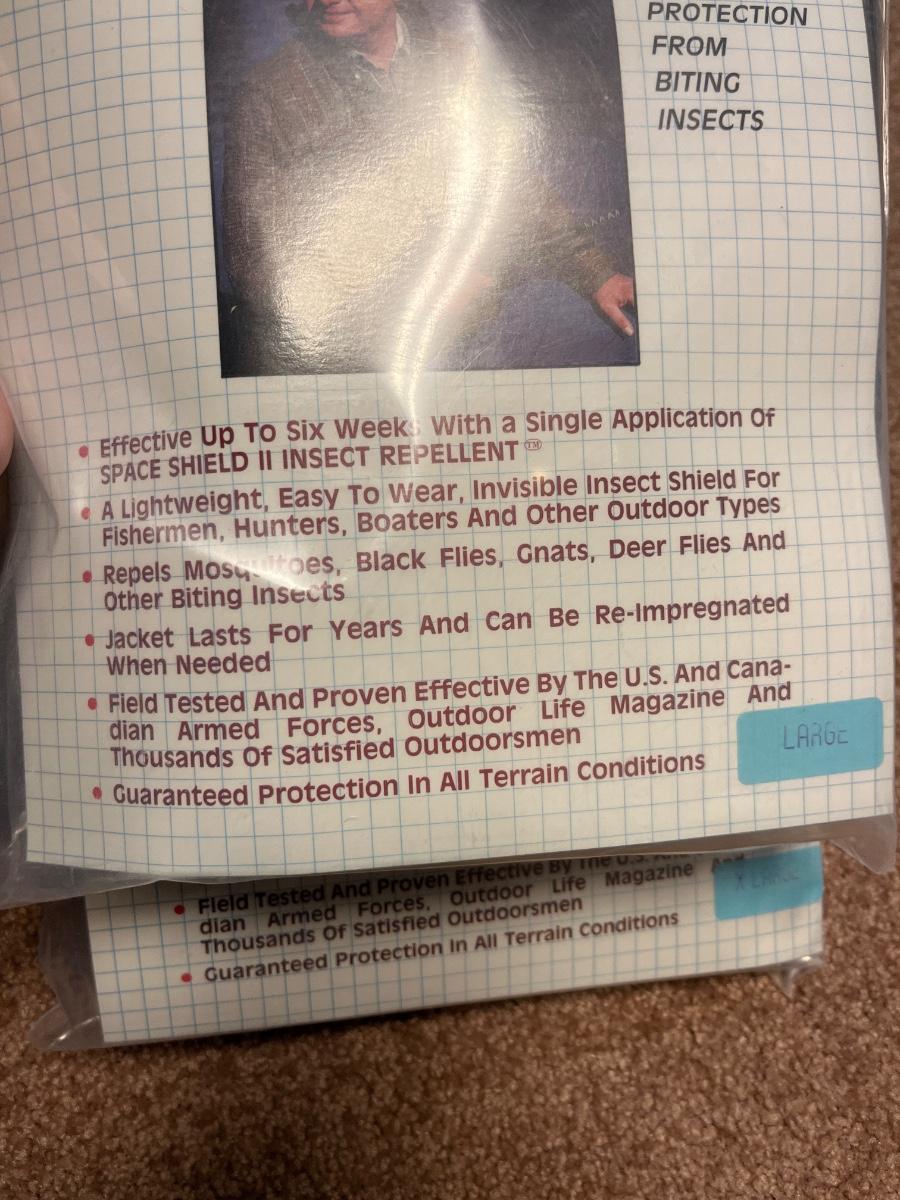 PROTECTION
FROM
BITING
INSECTS
• Effective Up To Six Weeks With a Single Application Of
SPACE SHIELD II INSECT REPELLENT™
• A Lightweight, Easy To Wear, Invisible Insect Shield For
Fishermen, Hunters, Boaters And Other Outdoor Types
• Repels Mosquitoes, Black Flies, Gnats, Deer Flies And
Other Biting Insects
• Jacket Lasts For Years And Can Be Re-Impregnated
When Needed
• Field Tested And Proven Effective By The U.S. And Cana-
dian Armed Forces, Outdoor Life Magazine And
Thousands Of Satisfied Outdoorsmen
LARGE
• Guaranteed Protection In All Terrain Conditions
• Field Tested And Proven Effective By The U.S. And
dian Armed Forces, Outdoor Life Magazine And
X LARGE
Thousands Of Satisfied Outdoorsmen
• Guaranteed Protection In All Terrain Conditions